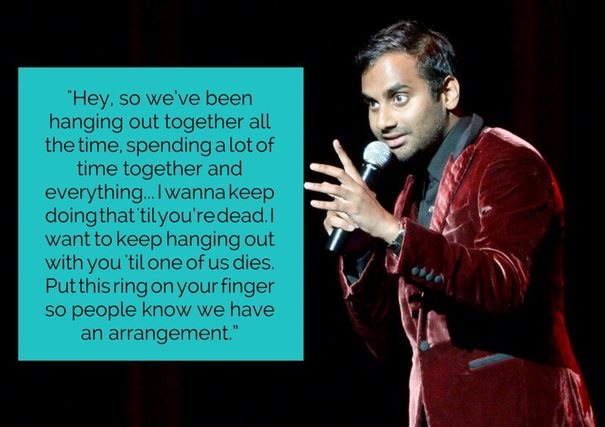 "Hey, so we've been
hanging out together all
the time, spending a lot of
time together and
everything... I wanna keep
doing that 'til you're dead. I
want to keep hanging out
with you 'til one of us dies.
Put this ring on your finger
so people know we have
an arrangement."